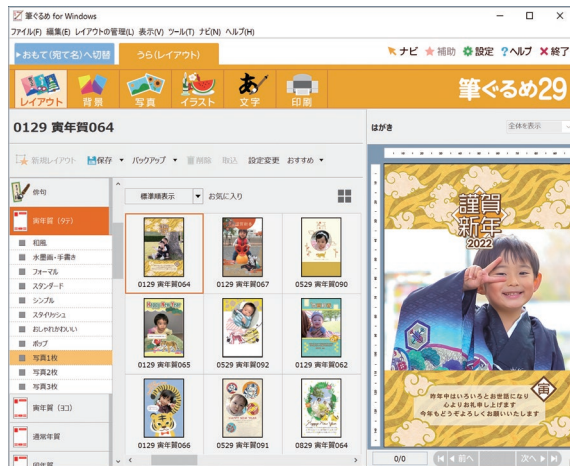 筆ぐるめ for Windows
ファイル(F) 編集(E) レイアウトの管理(L) 表示(V) ツール(T) ナビ(N) ヘルプ(H)
▶おもて(宛て名)へ切替 うら(レイアウト) ナビ 補助 設定 ?ヘルプ ×終了
レイアウト 背景 写真 イラスト 文字 印刷 筆ぐるめ29
0129 寅年賀064 はがき 全体を表示
新規レイアウト 保存 バックアップ 削除 取込 設定変更 おすすめ
俳句 標準順表示 お気に入り
寅年賀 (タテ)
和風
水墨画・手書き
フォーマル
スタンダード
シンプル
スタイリッシュ
おしゃれかわいい
ポップ
写真1枚
写真2枚
写真3枚
寅年賀 (ヨコ)
通常年賀
0129 寅年賀064 0129 寅年賀067 0529 寅年賀090
0129 寅年賀065 0529 寅年賀092 0129 寅年賀062
0129 寅年賀066 0529 寅年賀091 0829 寅年賀064
謹賀
新年
2022
寅
昨年中はいろいろとお世話になり
心よりお礼申し上げます
今年もどうぞよろしくお願いいたします
0/0 前へ 次へ